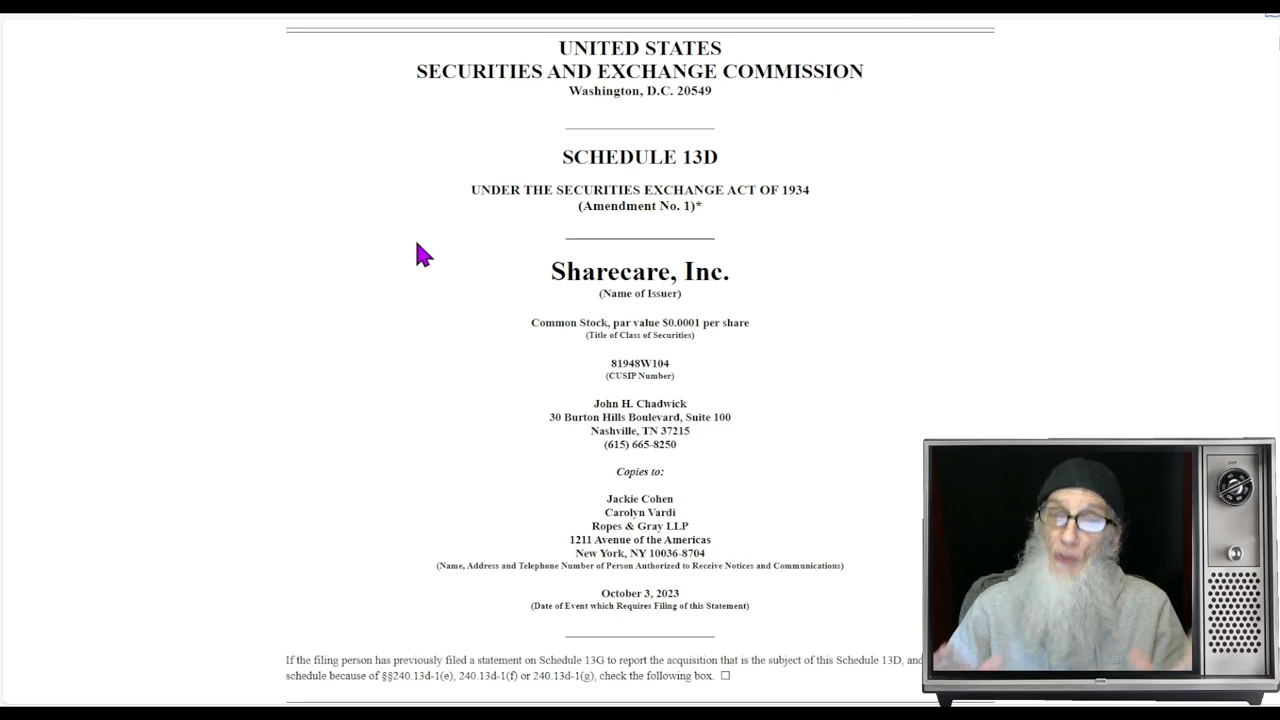 UNITED STATES
SECURITIES AND EXCHANGE COMMISSION
Washington, D.C. 20549
SCHEDULE 13D
UNDER THE SECURITIES EXCHANGE ACT OF 1934
(Amendment No. 1)*
Sharecare, Inc.
(Name of Issuer)
Common Stock, par value $0.0001 per share
(Title of Class of Securities)
81948W104
(CUSIP Number)
John H. Chadwick
30 Burton Hills Boulevard, Suite 100
Nashville, TN 37215
(615) 665-8250
Copies to:
Jackie Cohen
Carolyn Vardi
Ropes & Gray LLP
1211 Avenue of the Americas
New York, NY 10036-8704
(Name, Address and Telephone Number of Person Authorized to Receive Notices and Communications)
October 3, 2023
(Date of Event which Requires Filing of this Statement)
If the filing person has previously filed a statement on Schedule 13G to report the acquisition that is the subject of this Schedule 13D, and
schedule because of §§240.13d-1(e), 240.13d-1(f) or 240.13d-1(g), check the following box. ☐